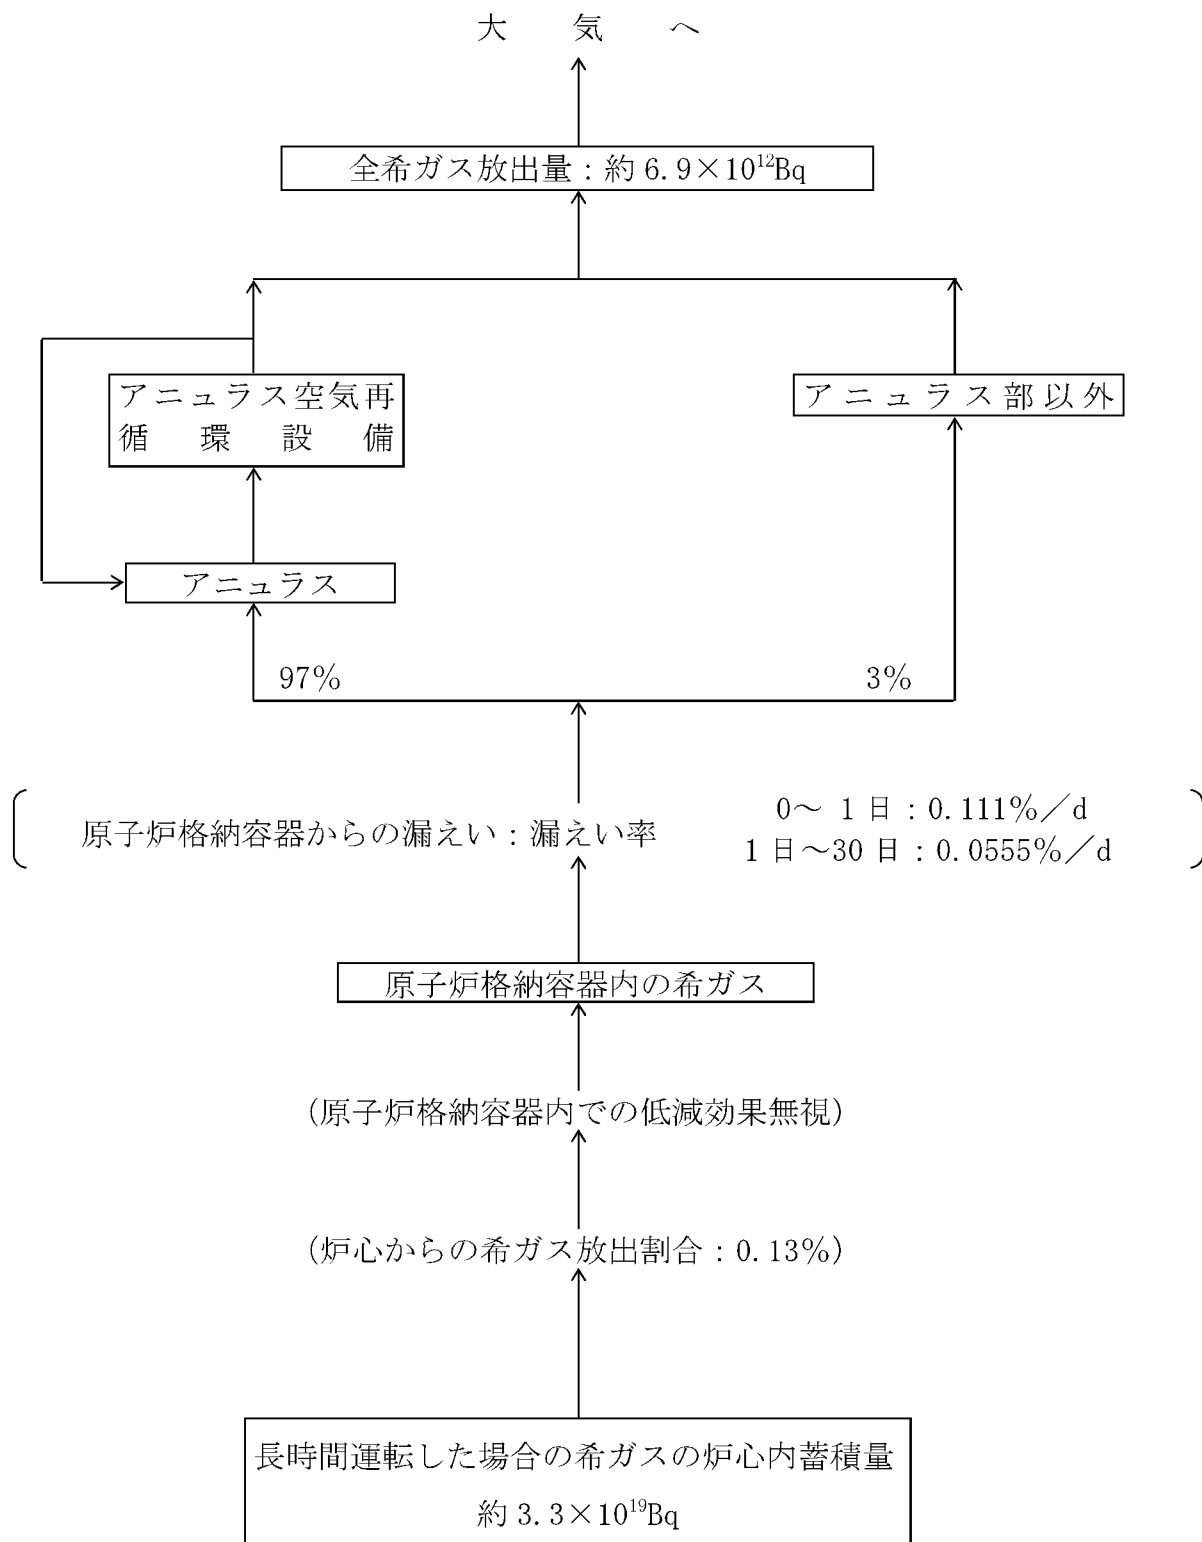 大気へ
全希ガス放出量：約6.9×10¹²Bq
アニュラス空気再
循環設備
アニュラス部以外
アニュラス
97%
3%
原子炉格納容器からの漏えい：漏えい率
0～ 1日：0.111%／d
1日～30日：0.0555%／d
原子炉格納容器内の希ガス
(原子炉格納容器内での低減効果無視)
(炉心からの希ガス放出割合：0.13%)
長時間運転した場合の希ガスの炉心内蓄積量
約3.3×10¹⁹Bq